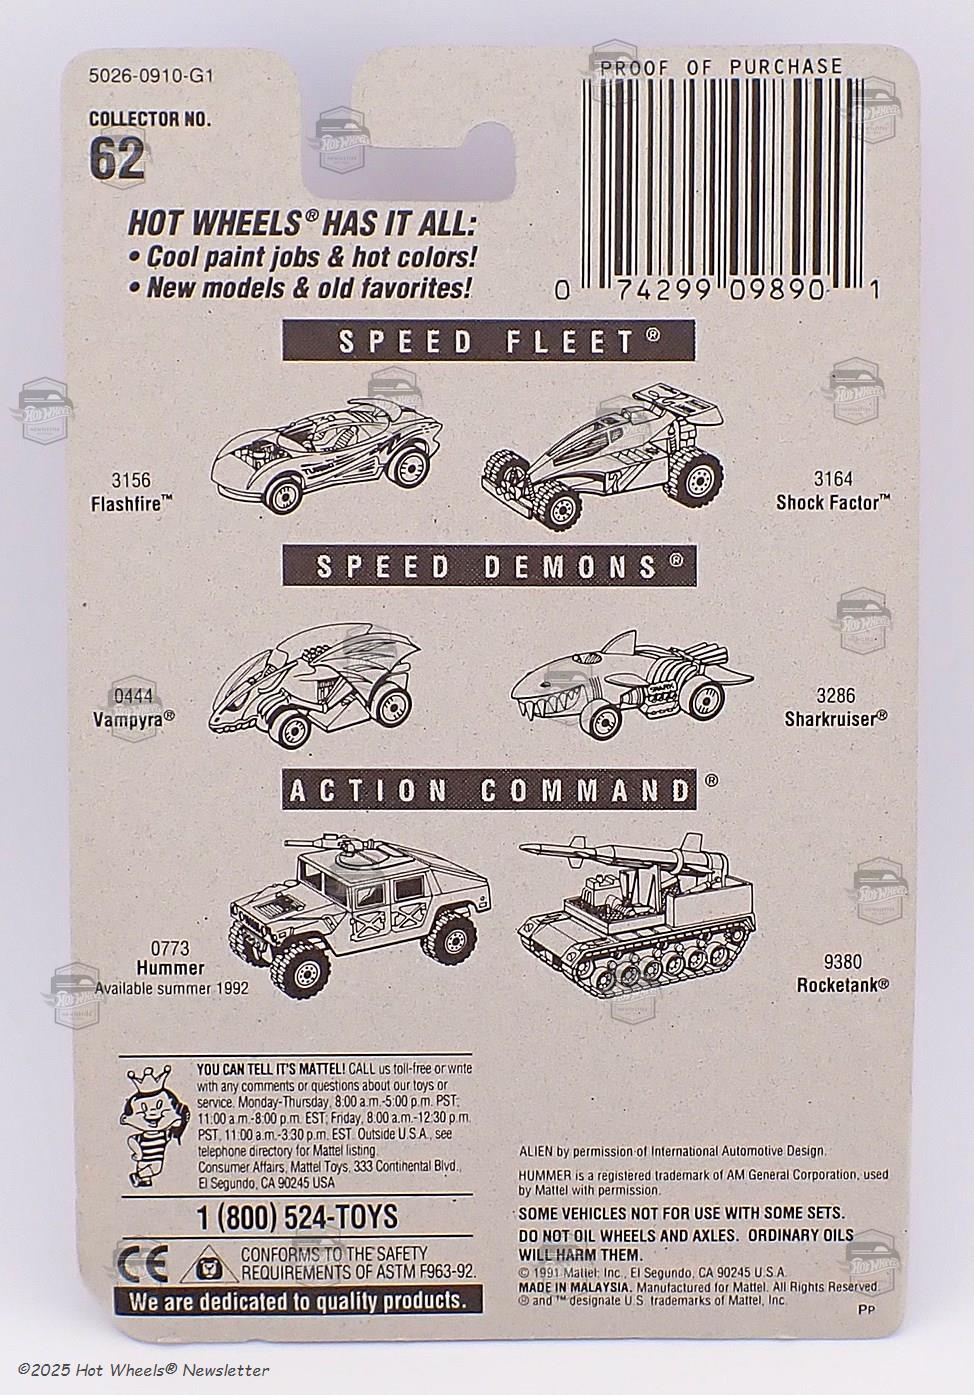 5026-0910-G1
COLLECTOR NO.
62
PROOF OF PURCHASE
0 74299 09890 1
HOT WHEELS® HAS IT ALL:
• Cool paint jobs & hot colors!
• New models & old favorites!
SPEED FLEET®
3156
Flashfire™
3164
Shock Factor™
SPEED DEMONS®
0444
Vampyra®
3286
Sharkruiser®
ACTION COMMAND®
0773
Hummer
Available summer 1992
9380
Rocketank®
YOU CAN TELL IT'S MATTEL! CALL us toll-free or write
with any comments or questions about our toys or
service. Monday-Thursday, 8:00 a.m.-5:00 p.m. PST;
11:00 a.m.-8:00 p.m. EST; Friday, 8:00 a.m.-12:30 p.m.
PST, 11:00 a.m.-3:30 p.m. EST. Outside U.S.A., see
telephone directory for Mattel listing.
Consumer Affairs, Mattel Toys, 333 Continental Blvd.,
El Segundo, CA 90245 USA
1 (800) 524-TOYS
CE
CONFORMS TO THE SAFETY
REQUIREMENTS OF ASTM F963-92.
We are dedicated to quality products.
ALIEN by permission of International Automotive Design.
HUMMER is a registered trademark of AM General Corporation, used
by Mattel with permission.
SOME VEHICLES NOT FOR USE WITH SOME SETS.
DO NOT OIL WHEELS AND AXLES. ORDINARY OILS
WILL HARM THEM.
© 1991 Mattel, Inc., El Segundo, CA 90245 U.S.A.
MADE IN MALAYSIA. Manufactured for Mattel. All Rights Reserved.
® and ™ designate U.S. trademarks of Mattel, Inc.
PP
©2025 Hot Wheels® Newsletter